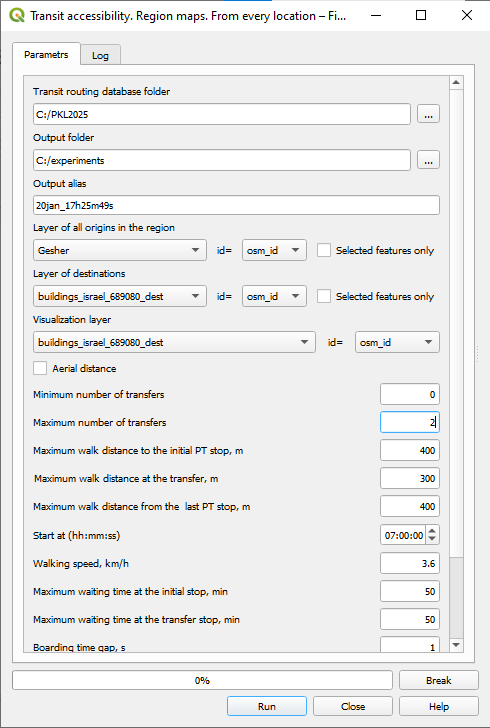 Transit accessibility. Region maps. From every location – Fi...
Parametrs
Log
Transit routing database folder
C:/PKL2025
...
Output folder
C:/experiments
...
Output alias
20jan_17h25m49s
Layer of all origins in the region
Gesher id= osm_id Selected features only
Layer of destinations
buildings_israel_689080_dest id= osm_id Selected features only
Visualization layer
buildings_israel_689080_dest id= osm_id
Aerial distance
Minimum number of transfers 0
Maximum number of transfers 2
Maximum walk distance to the initial PT stop, m 400
Maximum walk distance at the transfer, m 300
Maximum walk distance from the last PT stop, m 400
Start at (hh:mm:ss) 07:00:00
Walking speed, km/h 3.6
Maximum waiting time at the initial stop, min 50
Maximum waiting time at the transfer stop, min 50
Boarding time gap, s 1
0% Break
Run Close Help